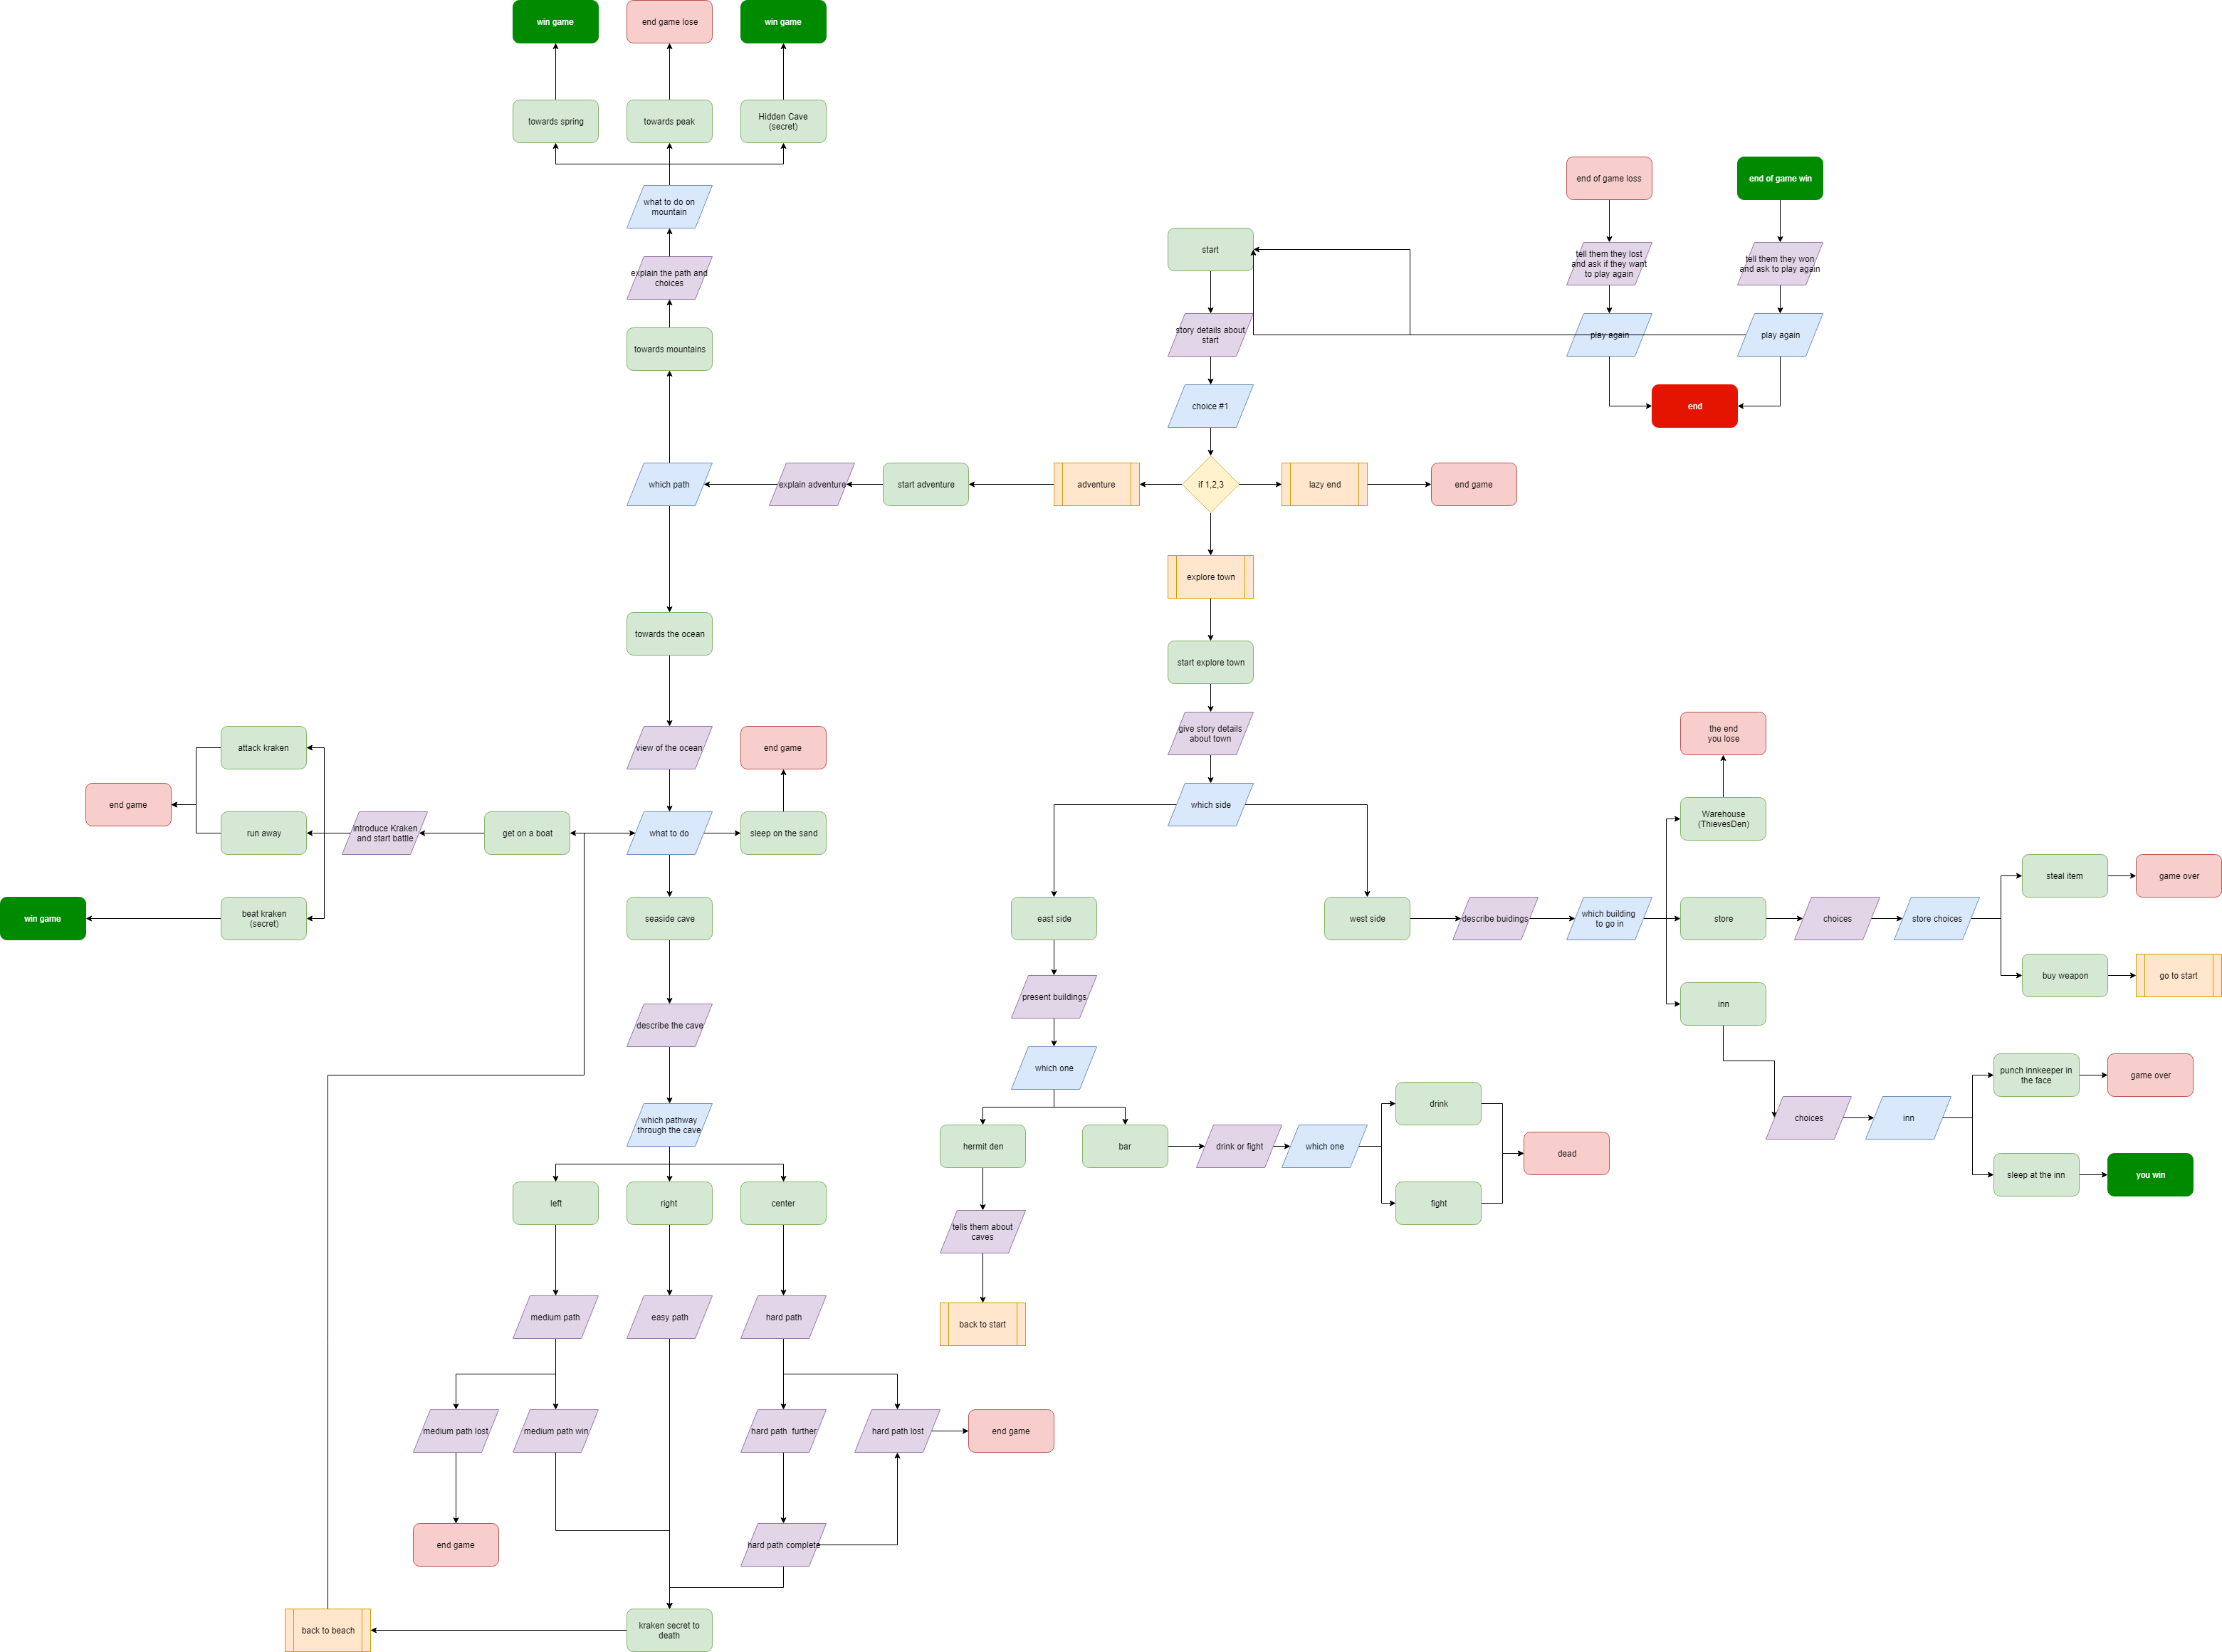 win game
end game lose
win game
towards spring
towards peak
Hidden Cave
(secret)
what to do on
mountain
explain the path and
choices
towards mountains
end of game loss
end of game win
start
tell them they lost
and ask if they want
to play again
tell them they won
and ask to play again
story details about
start
play again
play again
choice #1
end
which path
explain adventure
start adventure
adventure
if 1,2,3
lazy end
end game
explore town
towards the ocean
start explore town
view of the ocean
end game
give story details
about town
the end
you lose
attack kraken
end game
run away
introduce Kraken
and start battle
get on a boat
what to do
sleep on the sand
which side
Warehouse
(ThievesDen)
win game
beat kraken
(secret)
seaside cave
east side
west side
describe buidings
which building
to go in
store
choices
store choices
steal item
game over
buy weapon
go to start
describe the cave
present buildings
inn
which one
which pathway
through the cave
hermit den
bar
drink or fight
which one
drink
fight
dead
choices
inn
punch innkeeper in
the face
game over
sleep at the inn
you win
left
right
center
tells them about
caves
medium path
easy path
hard path
back to start
medium path lost
medium path win
hard path  further
hard path lost
end game
end game
hard path complete
back to beach
kraken secret to
death